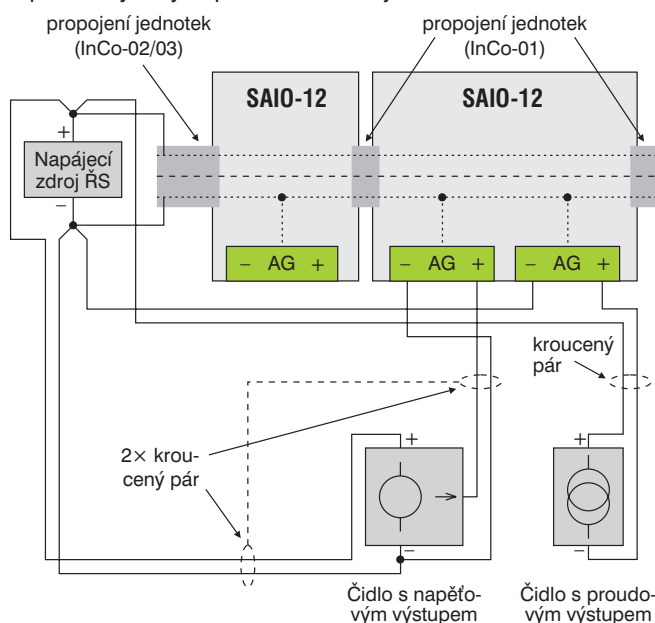 propojení jednotek
(InCo-02/03)
propojení jednotek
(InCo-01)
SAIO-12
SAIO-12
+
Napájecí
zdroj ŘS
–
– AG +
– AG +
– AG +
kroucený
pár
2× krou-
cený pár
+
–
+
–
Čidlo s napěťo-
vým výstupem
Čidlo s proudo-
vým výstupem